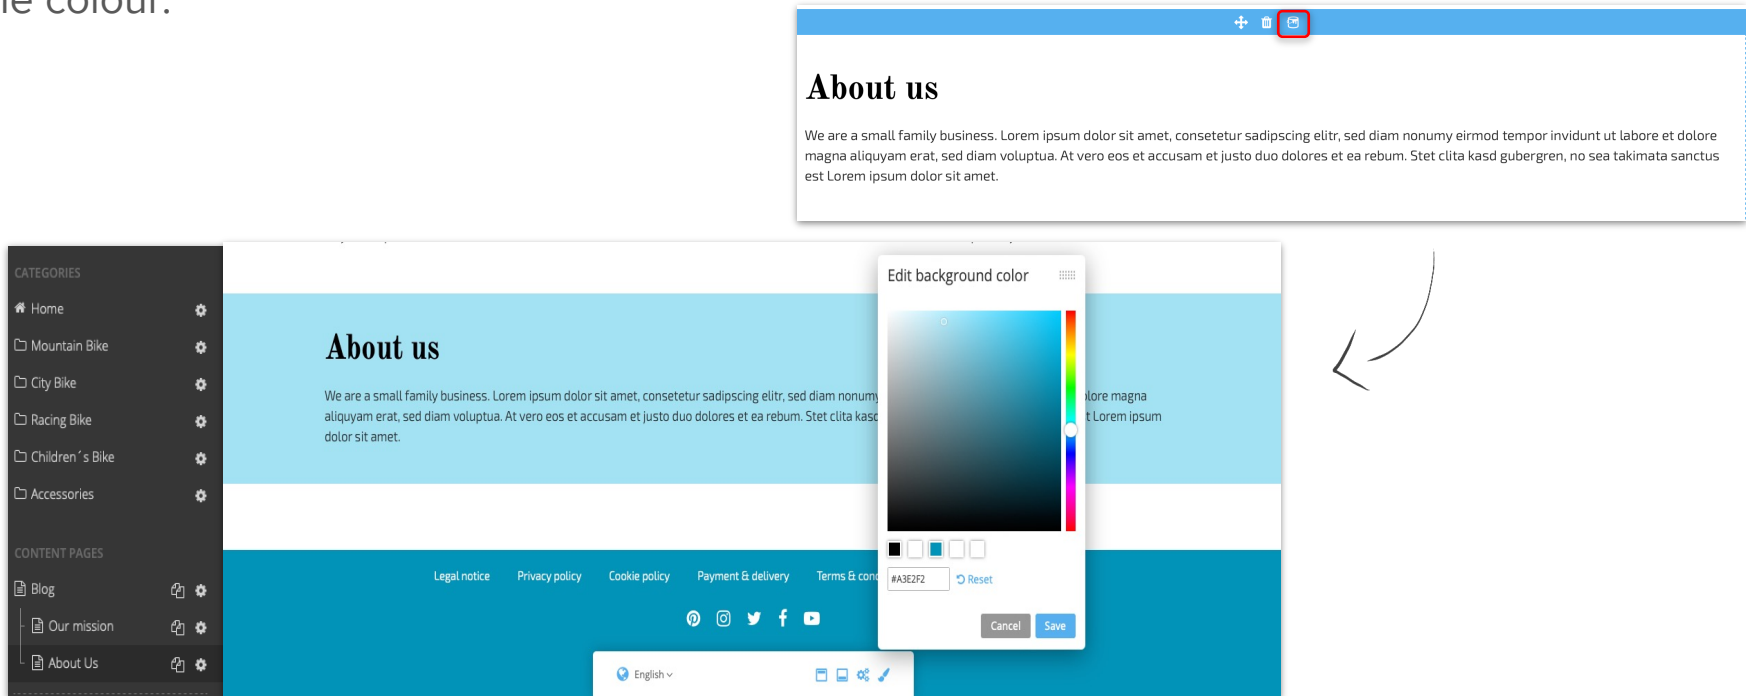 le colour.
About us
We are a small family business. Lorem ipsum dolor sit amet, consetetur sadipscing elitr, sed diam nonumy eirmod tempor invidunt ut labore et dolore
magna aliquyam erat, sed diam voluptua. At vero eos et accusam et justo duo dolores et ea rebum. Stet clita kasd gubergren, no sea takimata sanctus
est Lorem ipsum dolor sit amet.
CATEGORIES
Home
Mountain Bike
City Bike
Racing Bike
Children´s Bike
Accessories
CONTENT PAGES
Blog
Our mission
About Us
About us
We are a small family business. Lorem ipsum dolor sit amet, consetetur sadipscing elitr, sed diam nonumy
olore magna
aliquyam erat, sed diam voluptua. At vero eos et accusam et justo duo dolores et ea rebum. Stet clita kasd
t Lorem ipsum
dolor sit amet.
Edit background color
#A3E2F2
Reset
Cancel
Save
Legal notice Privacy policy Cookie policy Payment & delivery Terms & cond
English